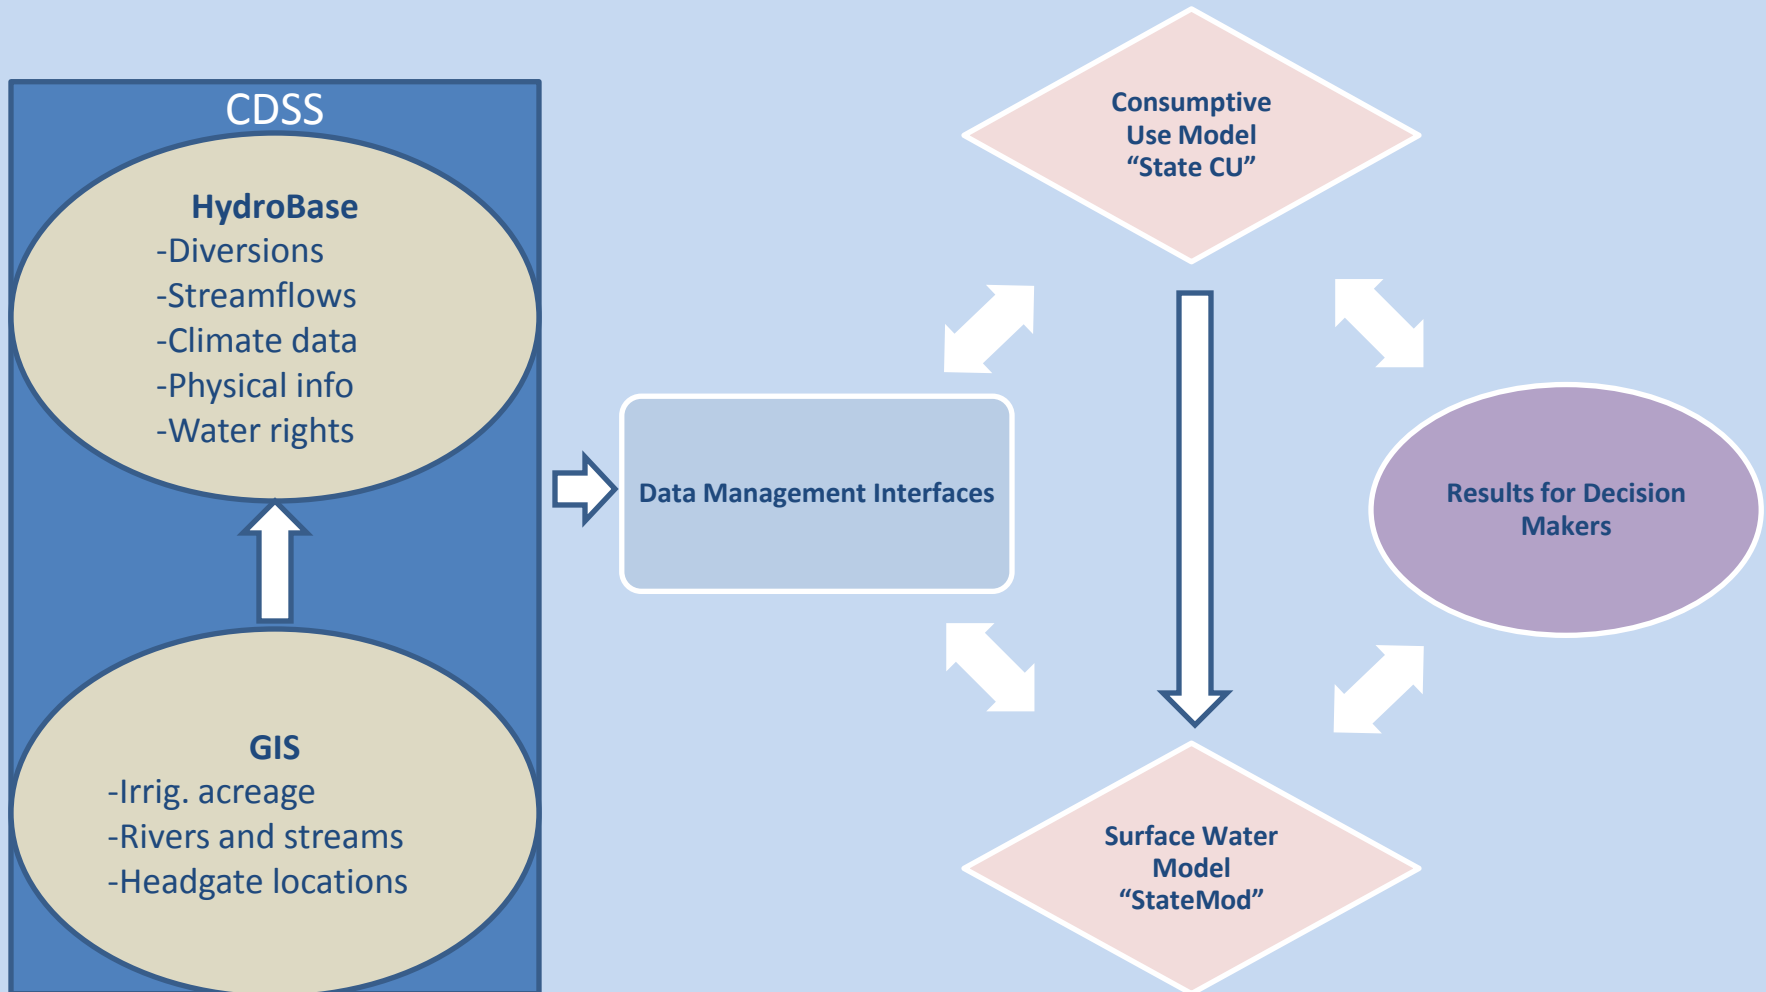 CDSS
HydroBase
-Diversions
-Streamflows
-Climate data
-Physical info
-Water rights
GIS
-Irrig. acreage
-Rivers and streams
-Headgate locations
Data Management Interfaces
Consumptive
Use Model
“State CU”
Surface Water
Model
“StateMod”
Results for Decision
Makers